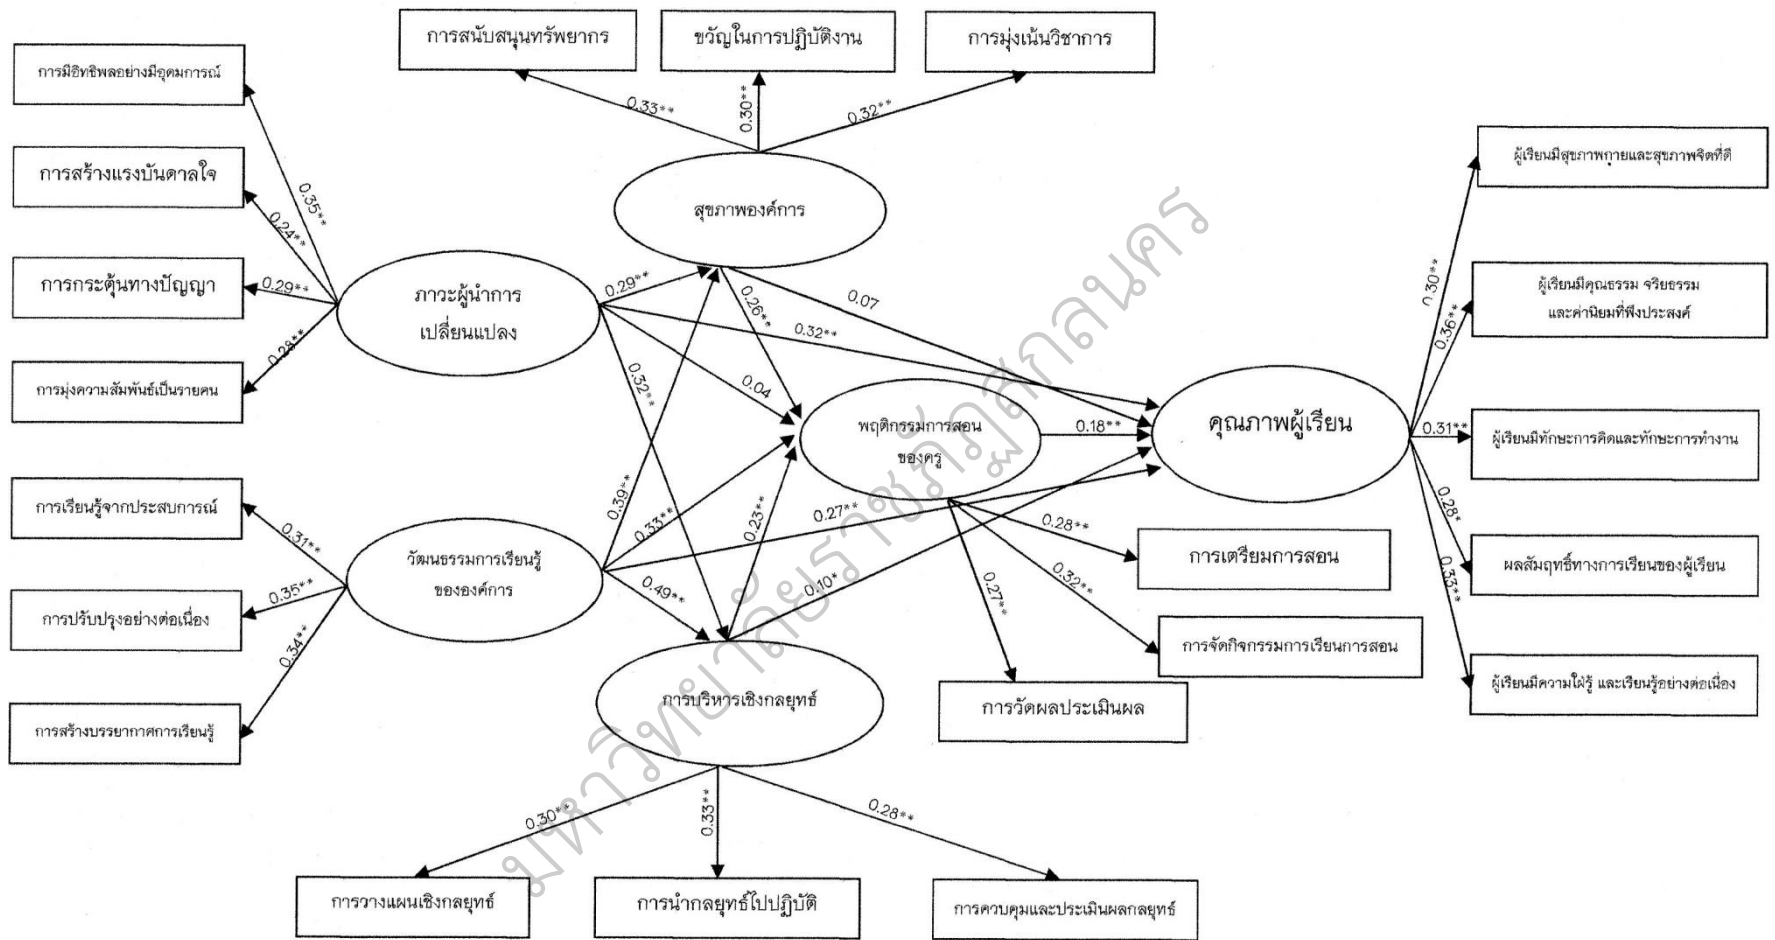 การสนับสนุนทรัพยากร
ขวัญในการปฏิบัติงาน
การมุ่งเน้นวิชาการ
การมีอิทธิพลอย่างมีอุดมการณ์
0.33**
0.30**
0.32**
ผู้เรียนมีสุขภาพกายและสุขภาพจิตที่ดี
การสร้างแรงบันดาลใจ
0.35**
0.24**
สุขภาพองค์การ
การกระตุ้นทางปัญญา
0.29**
0.28**
ภาวะผู้นำการ
เปลี่ยนแปลง
0.29**
0.26**
0.07
0.32**
0.30**
0.36**
ผู้เรียนมีคุณธรรม จริยธรรม
และค่านิยมที่พึงประสงค์
การมุ่งความสัมพันธ์เป็นรายคน
0.32**
0.04
พฤติกรรมการสอน
ของครู
0.18**
คุณภาพผู้เรียน
0.31**
ผู้เรียนมีทักษะการคิดและทักษะการทำงาน
การเรียนรู้จากประสบการณ์
0.31**
0.39**
0.33**
0.23**
0.27**
0.28*
0.28**
การเตรียมการสอน
ผลสัมฤทธิ์ทางการเรียนของผู้เรียน
วัฒนธรรมการเรียนรู้
ขององค์การ
0.35**
0.49**
0.10*
0.27**
0.32**
0.33**
การปรับปรุงอย่างต่อเนื่อง
0.34**
การจัดกิจกรรมการเรียนการสอน
ผู้เรียนมีความใฝ่รู้ และเรียนรู้อย่างต่อเนื่อง
การบริหารเชิงกลยุทธ์
การวัดผลประเมินผล
การสร้างบรรยากาศการเรียนรู้
0.30**
0.33**
0.28**
การวางแผนเชิงกลยุทธ์
การนำกลยุทธ์ไปปฏิบัติ
การควบคุมและประเมินผลกลยุทธ์
มหาวิทยาลัยราชภัฏสกลนคร